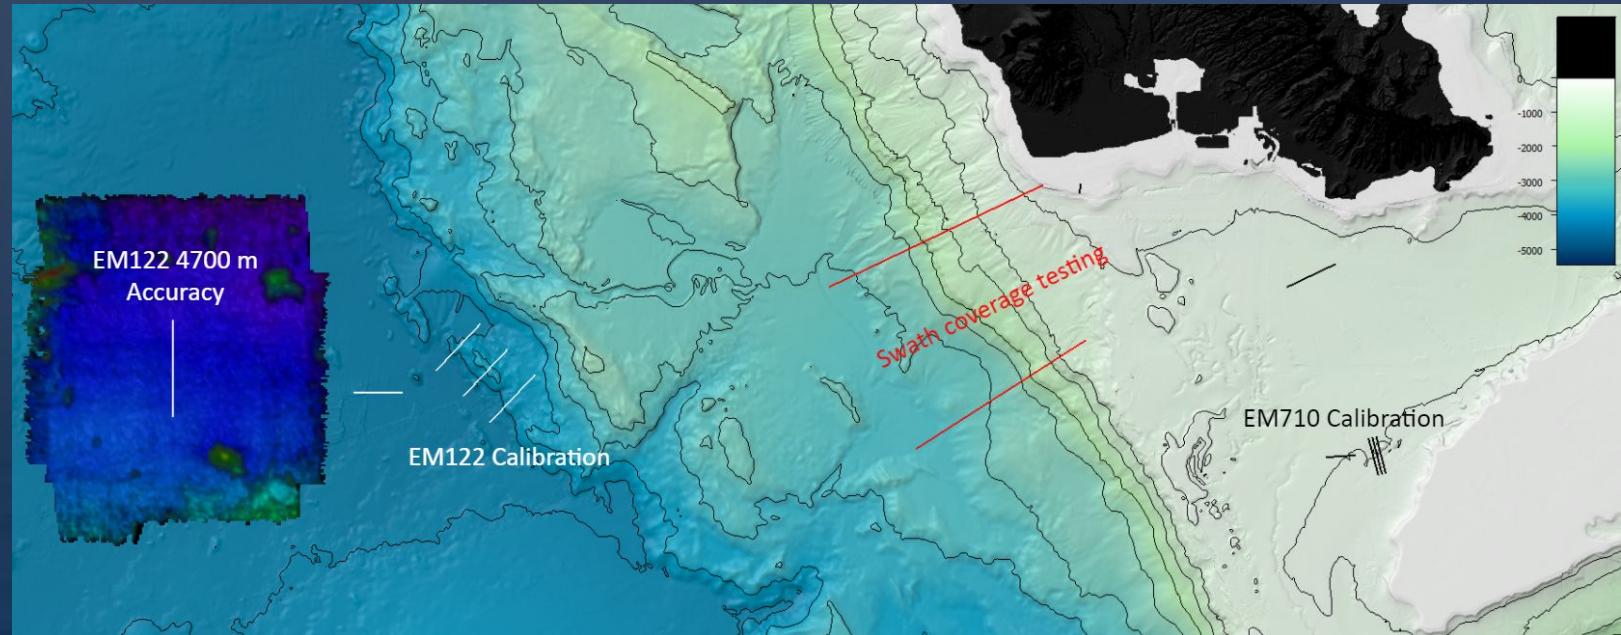 EM122 4700 m
Accuracy
EM122 Calibration
Swath coverage testing
EM710 Calibration
-1000
-2000
-3000
-4000
-5000